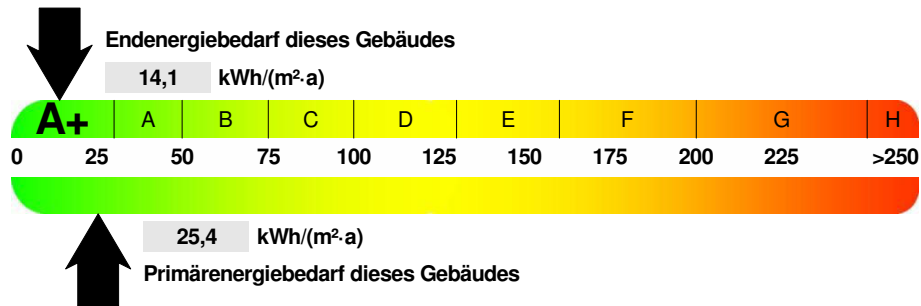 Endenergiebedarf dieses Gebäudes
14,1 kWh/(m²·a)
A+ A B C D E F G H
0 25 50 75 100 125 150 175 200 225 >250
25,4 kWh/(m²·a)
Primärenergiebedarf dieses Gebäudes